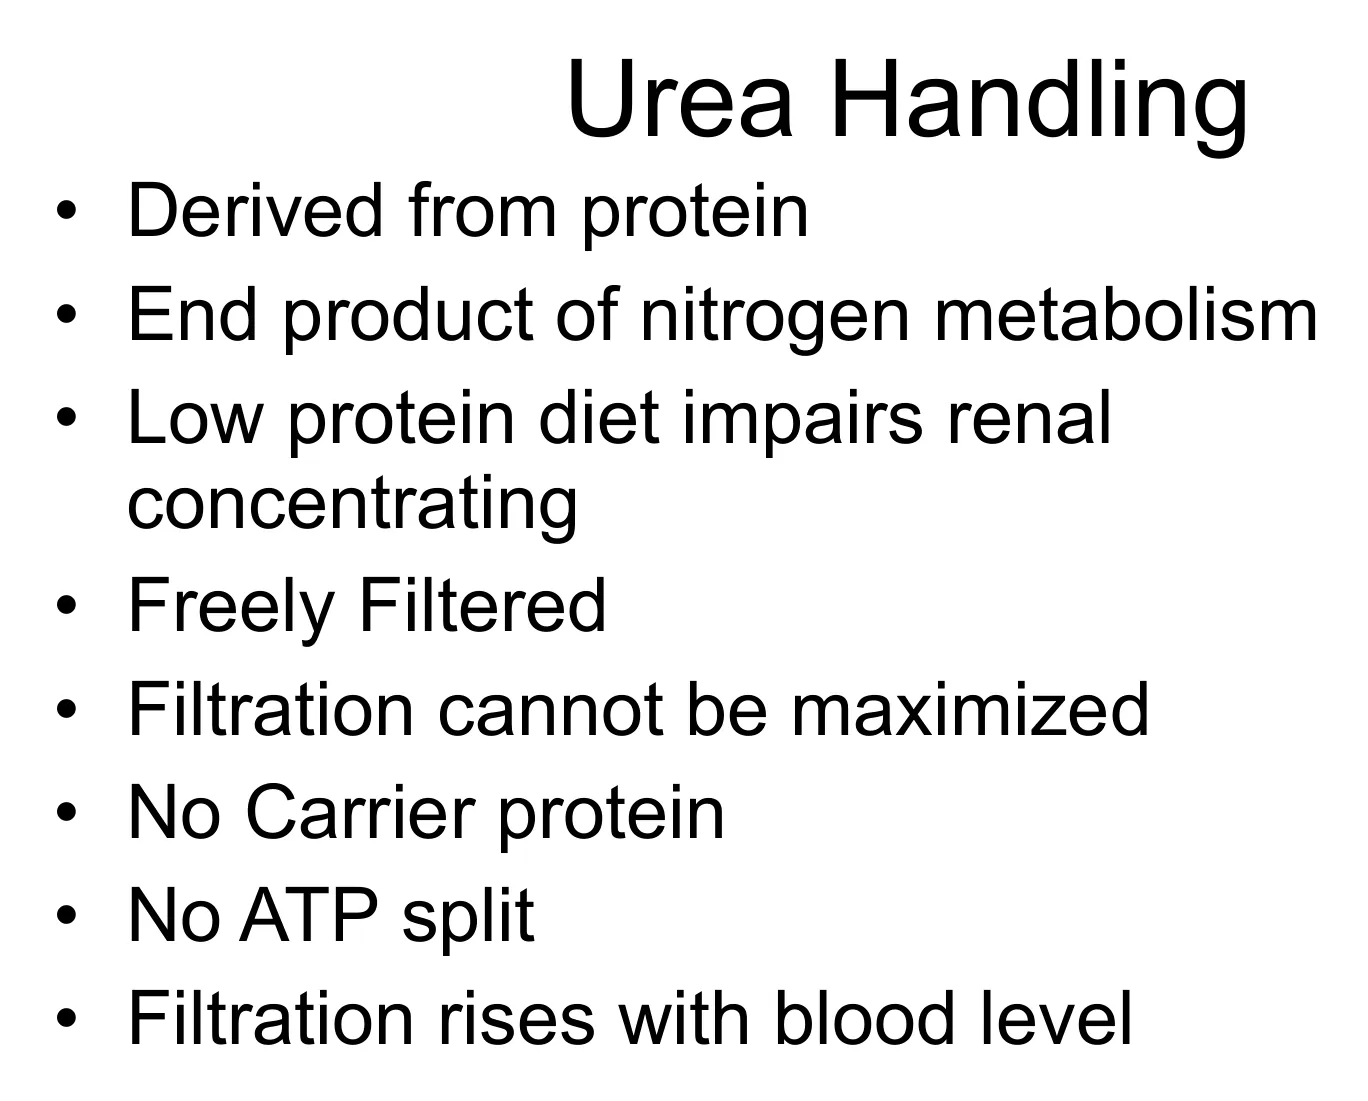 Urea Handling
• Derived from protein
• End product of nitrogen metabolism
• Low protein diet impairs renal
concentrating
• Freely Filtered
• Filtration cannot be maximized
• No Carrier protein
• No ATP split
• Filtration rises with blood level